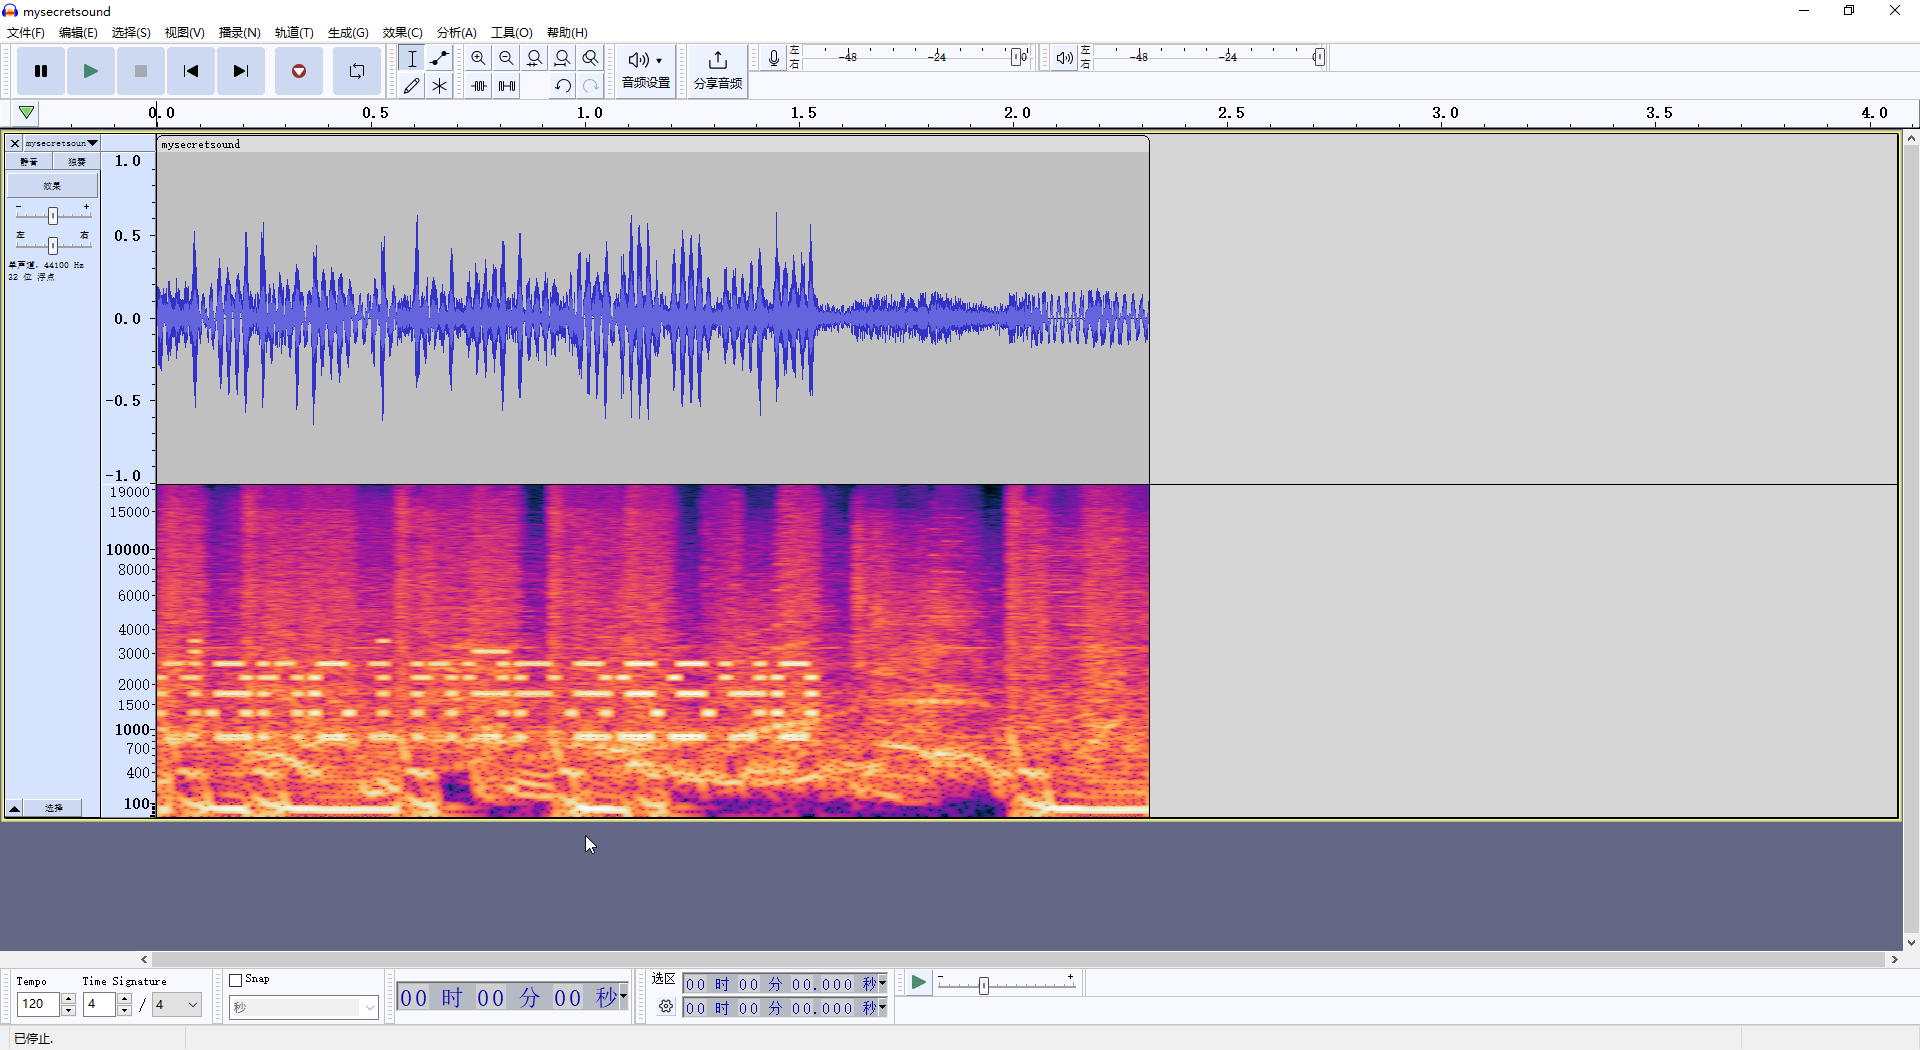 mysecretsound
文件(F) 编辑(E) 选择(S) 视图(V) 播录(N) 轨道(T) 生成(G) 效果(C) 分析(A) 工具(O) 帮助(H)
音频设置 分享音频
左 右 -48 -24 0
左 右 -48 -24 0
0.0 0.5 1.0 1.5 2.0 2.5 3.0 3.5 4.0
mysecretsoun
mysecretsound
静音 独奏
效果
- +
左 右
单声道, 44100 Hz
32 位 浮点
选择
1.0
0.5
0.0
-0.5
-1.0
19000
15000
10000
8000
6000
4000
3000
2000
1500
1000
700
400
100
Tempo
120
Time Signature
4 / 4
Snap
秒
00 时 00 分 00 秒
选区
00 时 00 分 00.000 秒
00 时 00 分 00.000 秒
- +
已停止.